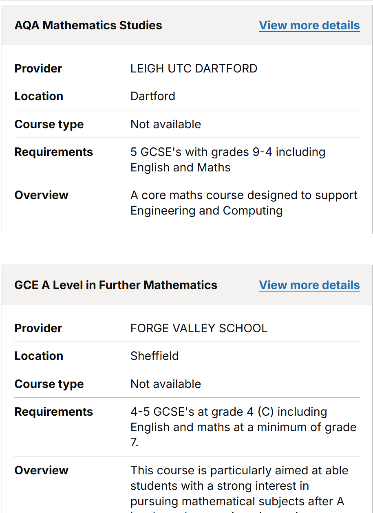 AQA Mathematics Studies View more details
Provider LEIGH UTC DARTFORD
Location Dartford
Course type Not available
Requirements 5 GCSE's with grades 9-4 including
English and Maths
Overview A core maths course designed to support
Engineering and Computing
GCE A Level in Further Mathematics View more details
Provider FORGE VALLEY SCHOOL
Location Sheffield
Course type Not available
Requirements 4-5 GCSE's at grade 4 (C) including
English and maths at a minimum of grade
7.
Overview This course is particularly aimed at able
students with a strong interest in
pursuing mathematical subjects after A